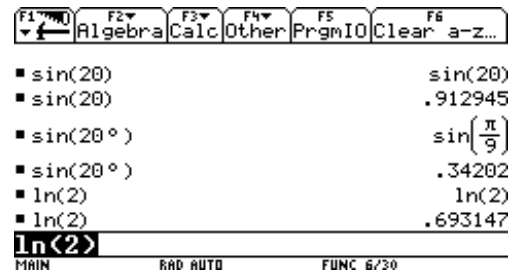 F1 F2 Algebra F3 Calc F4 Other F5 PrgmIO F6 Clear a-z…
▪ sin(20) sin(20)
▪ sin(20) .912945
▪ sin(20°) sin(π/9)
▪ sin(20°) .34202
▪ ln(2) ln(2)
▪ ln(2) .693147
ln(2)
MAIN RAD AUTO FUNC 6/30